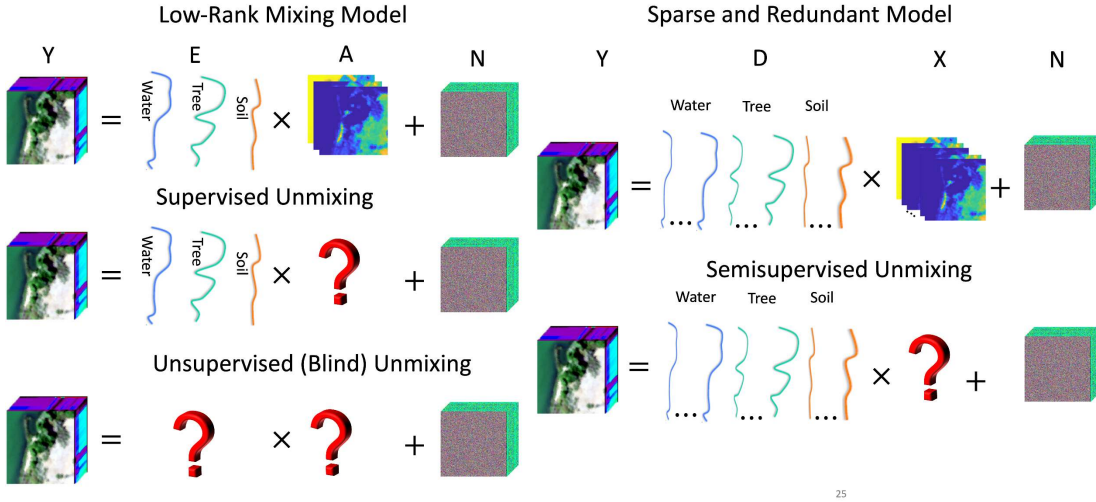 Low-Rank Mixing Model
Y E A N
Water Tree Soil
= × +
Supervised Unmixing
Water Tree Soil
= × ? +
Unsupervised (Blind) Unmixing
= ? × ? +
Sparse and Redundant Model
Y D X N
Water Tree Soil
= ... ... ... × ... +
Semisupervised Unmixing
Water Tree Soil
= ... ... ... × ? +
25